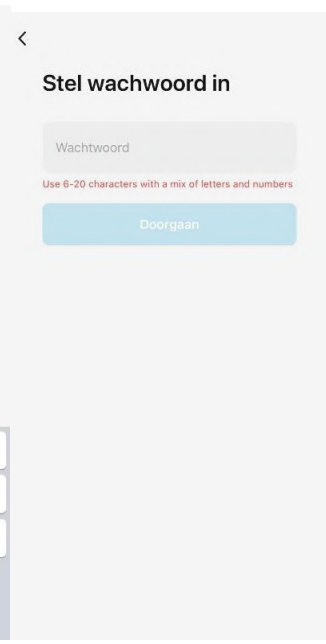 Stel wachwoord in
Wachtwoord
Use 6-20 characters with a mix of letters and numbers
Doorgaan